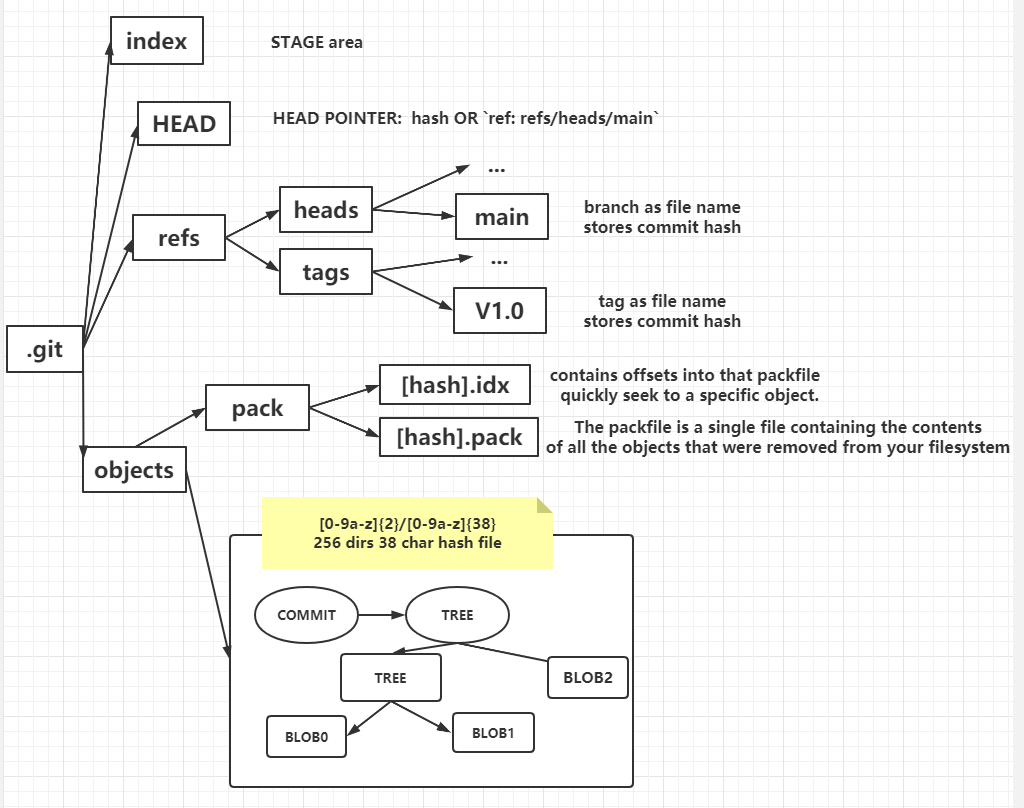 index
STAGE area
HEAD
HEAD POINTER:  hash OR `ref: refs/heads/main`
...
heads
main
branch as file name
stores commit hash
refs
tags
...
V1.0
tag as file name
stores commit hash
.git
pack
[hash].idx
contains offsets into that packfile
quickly seek to a specific object.
[hash].pack
The packfile is a single file containing the contents
of all the objects that were removed from your filesystem
objects
[0-9a-z]{2}/[0-9a-z]{38}
256 dirs 38 char hash file
COMMIT
TREE
TREE
BLOB2
BLOB0
BLOB1